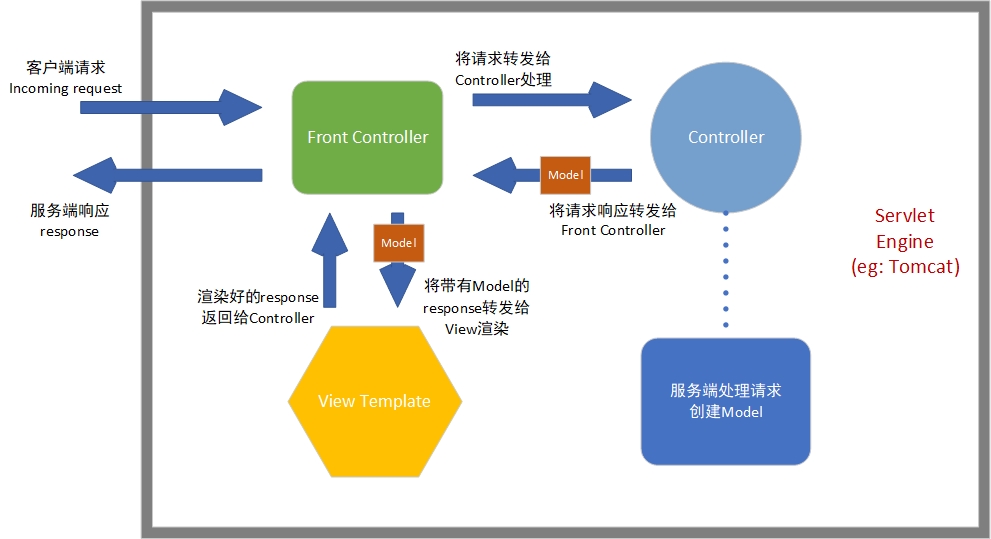 客户端请求
Incoming request
服务端响应
response
Front Controller
将请求转发给
Controller处理
Controller
Model
将请求响应转发给
Front Controller
Model
渲染好的response
返回给Controller
将带有Model的
response转发给
View渲染
View Template
服务端处理请求
创建Model
Servlet
Engine
(eg: Tomcat)